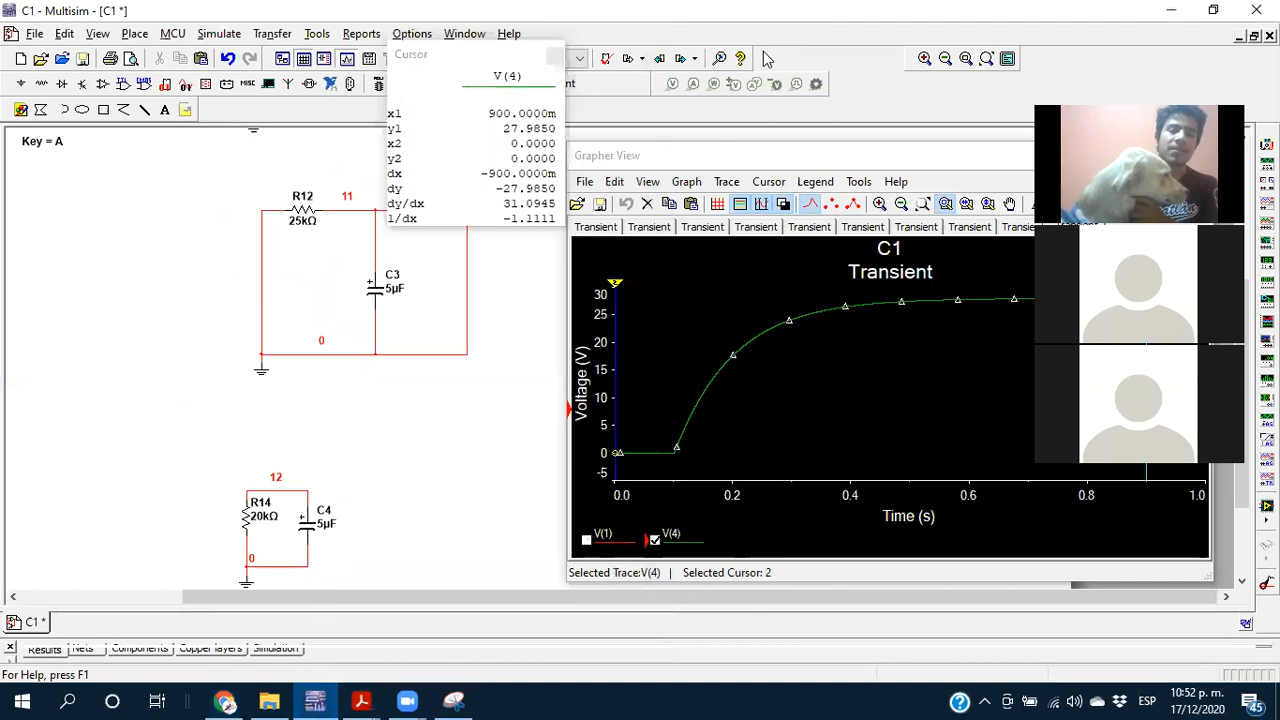 C1 - Multisim - [C1 *]
File Edit View Place MCU Simulate Transfer Tools Reports Options Window Help
Cursor
V(4)
x1 900.0000m
y1 27.9850
x2 0.0000
y2 0.0000
dx -900.0000m
dy -27.9850
dy/dx 31.0945
1/dx -1.1111
Key = A
R12
25kΩ
11
C3
5µF
0
12
R14
20kΩ
C4
5µF
0
Grapher View
File Edit View Graph Trace Cursor Legend Tools Help
Transient Transient Transient Transient Transient Transient Transient Transient
C1
Transient
Voltage (V)
30
25
20
15
10
5
0
-5
0.0 0.2 0.4 0.6 0.8 1.0
Time (s)
V(1) V(4)
Selected Trace:V(4) | Selected Cursor: 2
C1 *
Results Nets Components Copper layers Simulation
For Help, press F1
ESP
10:52 p. m.
17/12/2020
45